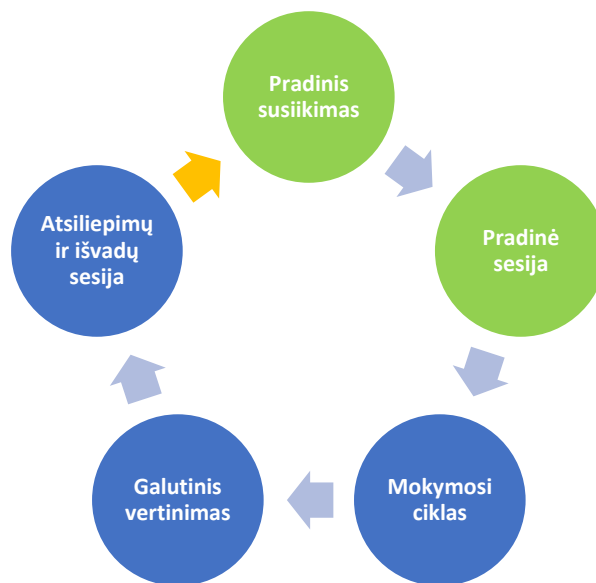 Pradinis
susiikimas
Pradinė
sesija
Mokymosi
ciklas
Galutinis
vertinimas
Atsiliepimų
ir išvadų
sesija